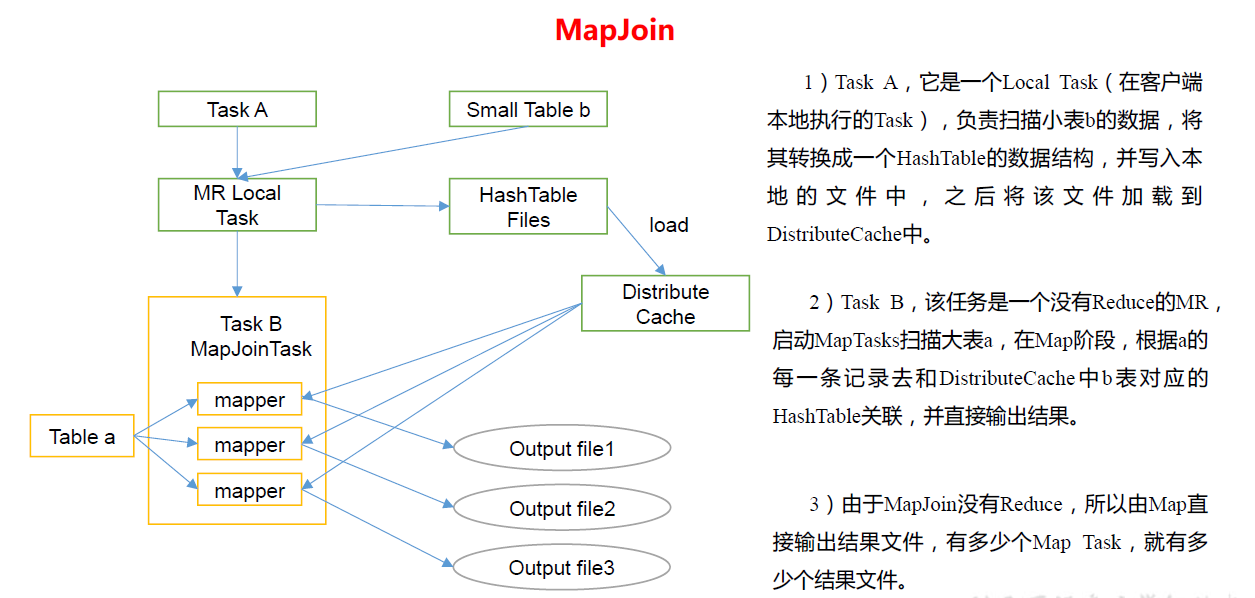 MapJoin
Task A
Small Table b
MR Local
Task
HashTable
Files
load
Distribute
Cache
Task B
MapJoinTask
mapper
mapper
mapper
Table a
Output file1
Output file2
Output file3
1）Task A，它是一个Local Task（在客户端
本地执行的Task），负责扫描小表b的数据，将
其转换成一个HashTable的数据结构，并写入本
地的文件中，之后将该文件加载到
DistributeCache中。
2）Task B，该任务是一个没有Reduce的MR，
启动MapTasks扫描大表a，在Map阶段，根据a的
每一条记录去和DistributeCache中b表对应的
HashTable关联，并直接输出结果。
3）由于MapJoin没有Reduce，所以由Map直
接输出结果文件，有多少个Map Task，就有多
少个结果文件。